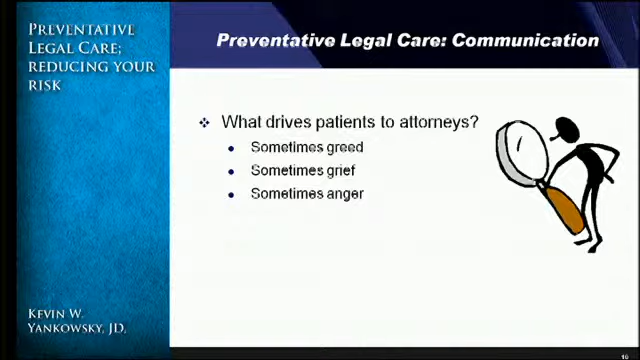 PREVENTATIVE
LEGAL CARE;
REDUCING YOUR
RISK
Preventative Legal Care: Communication
What drives patients to attorneys?
Sometimes greed
Sometimes grief
Sometimes anger
KEVIN W.
YANKOWSKY, JD,
16